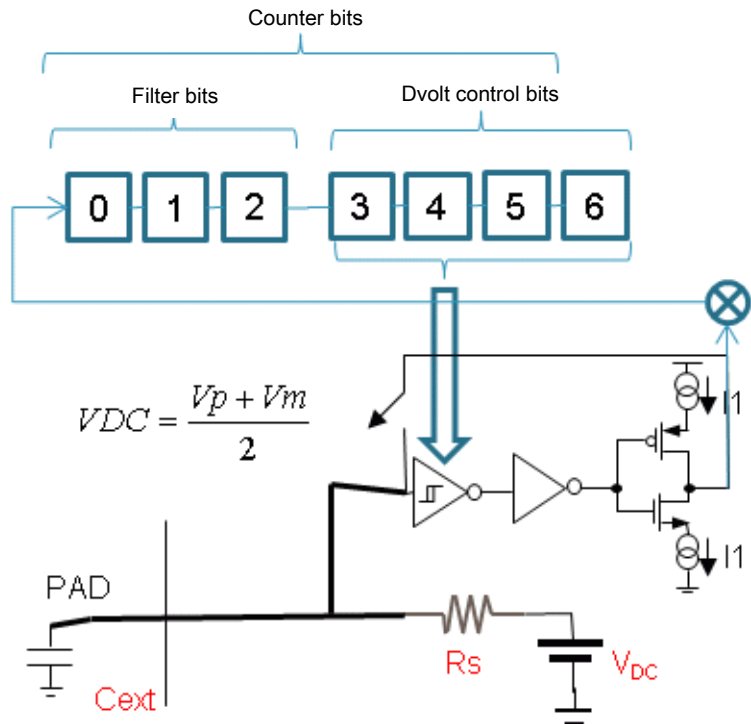 Counter bits
Filter bits
Dvolt control bits
0 1 2 3 4 5 6
VDC = (Vp + Vm) / 2
I1
I1
PAD
Cext
Rs
VDC